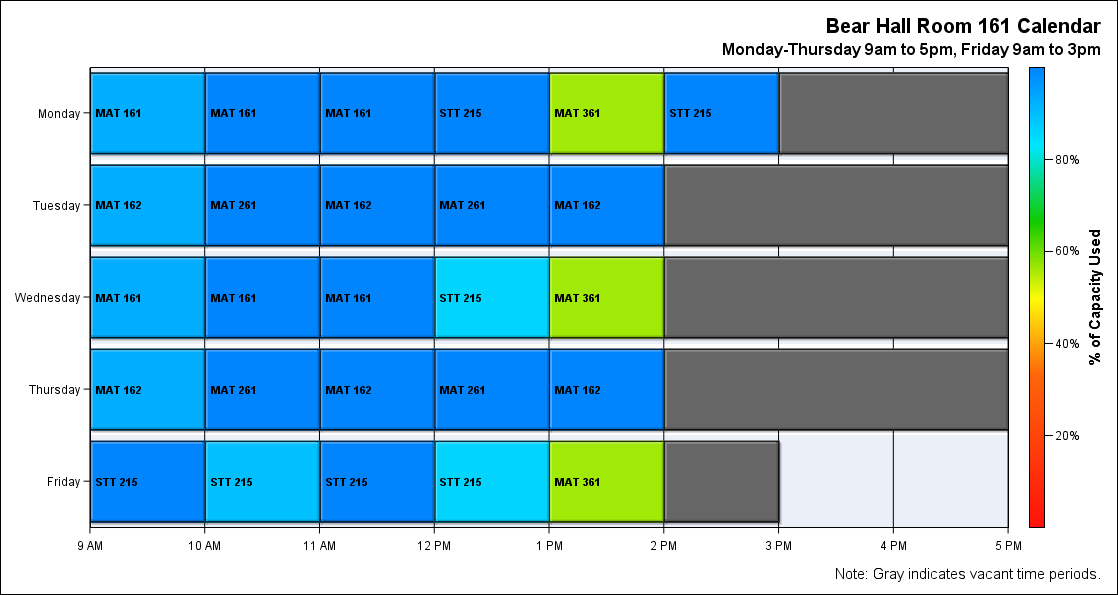 Bear Hall Room 161 Calendar
Monday-Thursday 9am to 5pm, Friday 9am to 3pm
Monday
MAT 161
MAT 161
MAT 161
STT 215
MAT 361
STT 215
Tuesday
MAT 162
MAT 261
MAT 162
MAT 261
MAT 162
Wednesday
MAT 161
MAT 161
MAT 161
STT 215
MAT 361
Thursday
MAT 162
MAT 261
MAT 162
MAT 261
MAT 162
Friday
STT 215
STT 215
STT 215
STT 215
MAT 361
9 AM
10 AM
11 AM
12 PM
1 PM
2 PM
3 PM
4 PM
5 PM
80%
60%
40%
20%
% of Capacity Used
Note: Gray indicates vacant time periods.